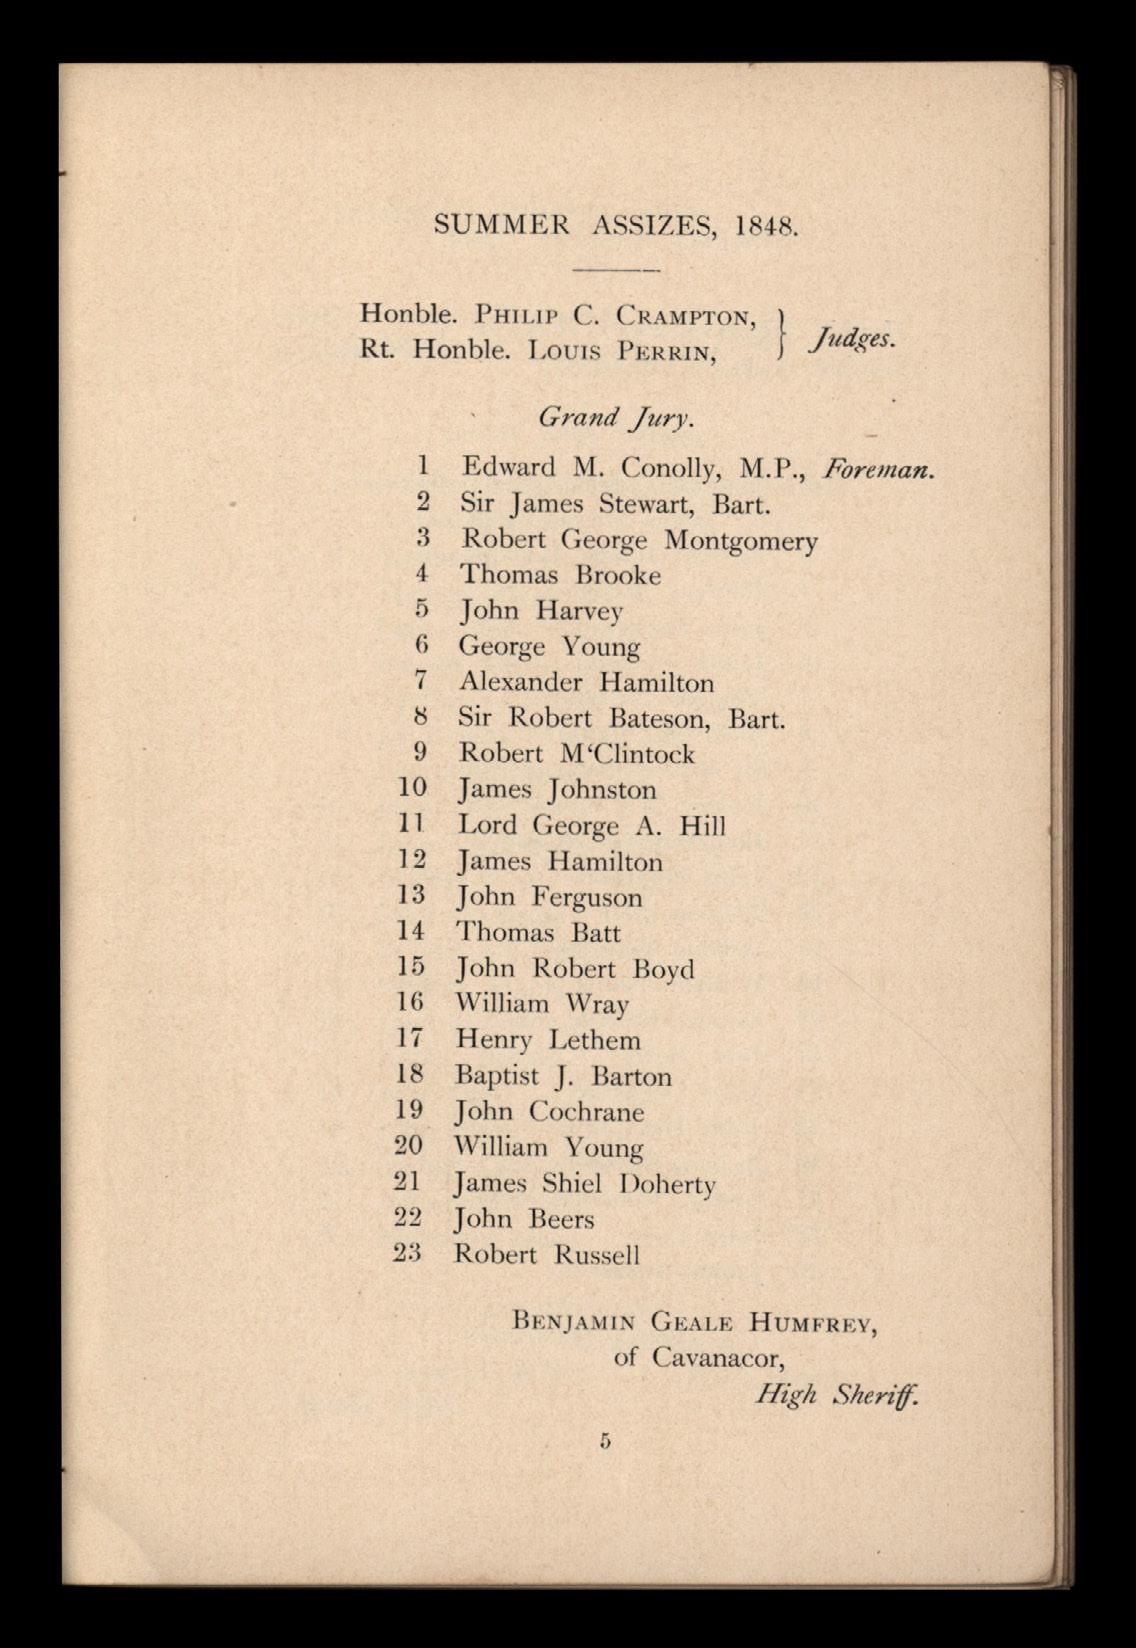 SUMMER ASSIZES, 1848.
Honble. PHILIP C. CRAMPTON,
Rt. Honble. LOUIS PERRIN,
} Judges.
Grand Jury.
1 Edward M. Conolly, M.P., Foreman.
2 Sir James Stewart, Bart.
3 Robert George Montgomery
4 Thomas Brooke
5 John Harvey
6 George Young
7 Alexander Hamilton
8 Sir Robert Bateson, Bart.
9 Robert M‘Clintock
10 James Johnston
11 Lord George A. Hill
12 James Hamilton
13 John Ferguson
14 Thomas Batt
15 John Robert Boyd
16 William Wray
17 Henry Lethem
18 Baptist J. Barton
19 John Cochrane
20 William Young
21 James Shiel Doherty
22 John Beers
23 Robert Russell
BENJAMIN GEALE HUMFREY,
of Cavanacor,
High Sheriff.
5